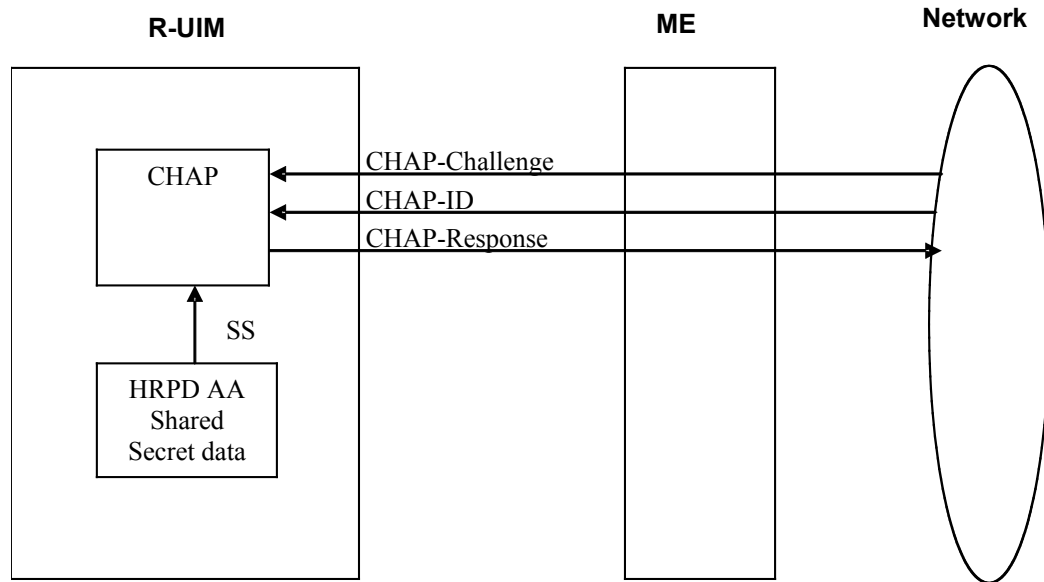 R-UIM
ME
Network
CHAP
CHAP-Challenge
CHAP-ID
CHAP-Response
SS
HRPD AA
Shared
Secret data